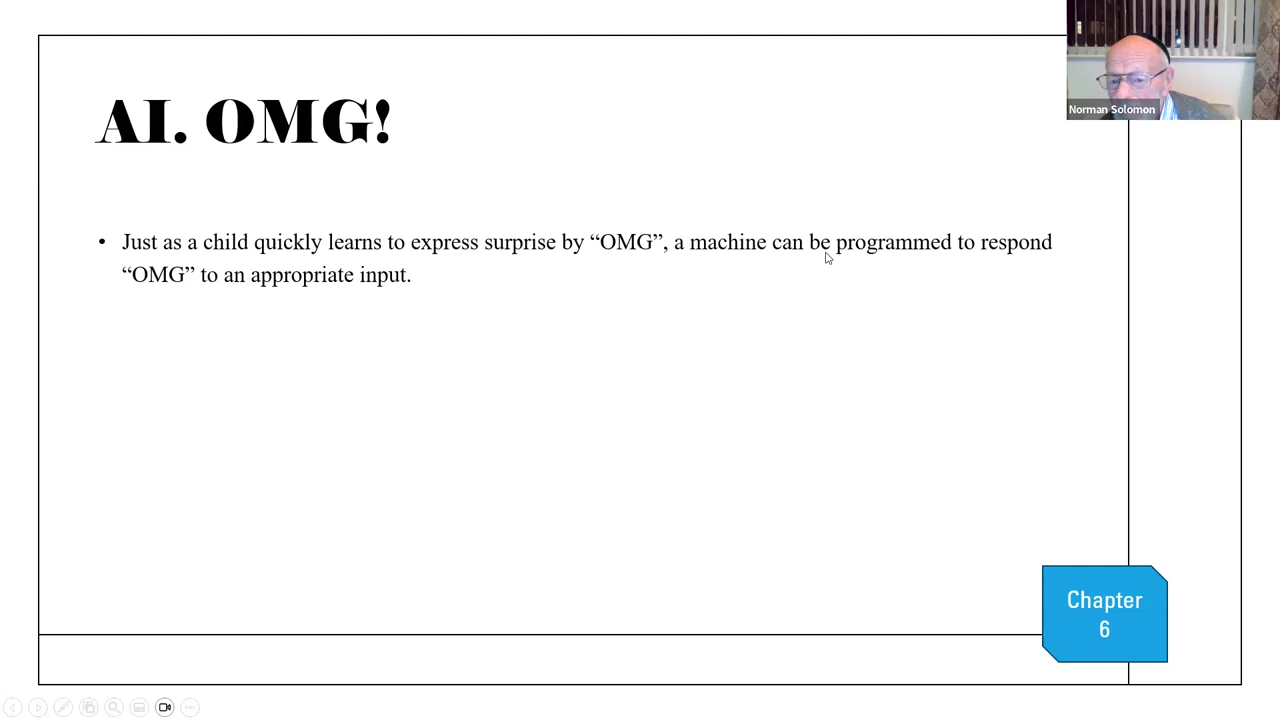 AI. OMG!
Norman Solomon
• Just as a child quickly learns to express surprise by “OMG”, a machine can be programmed to respond
“OMG” to an appropriate input.
Chapter
6